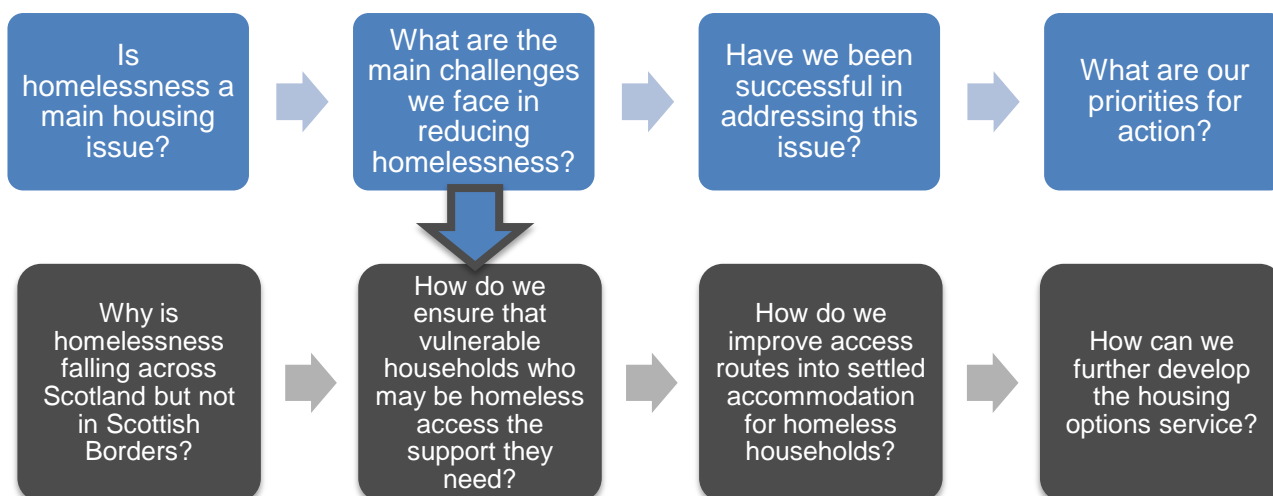 Is
homelessness a
main housing
issue?
What are the
main challenges
we face in
reducing
homelessness?
Have we been
successful in
addressing this
issue?
What are our
priorities for
action?
Why is
homelessness
falling across
Scotland but not
in Scottish
Borders?
How do we
ensure that
vulnerable
households who
may be homeless
access the
support they
need?
How do we
improve access
routes into settled
accommodation
for homeless
households?
How can we
further develop
the housing
options service?